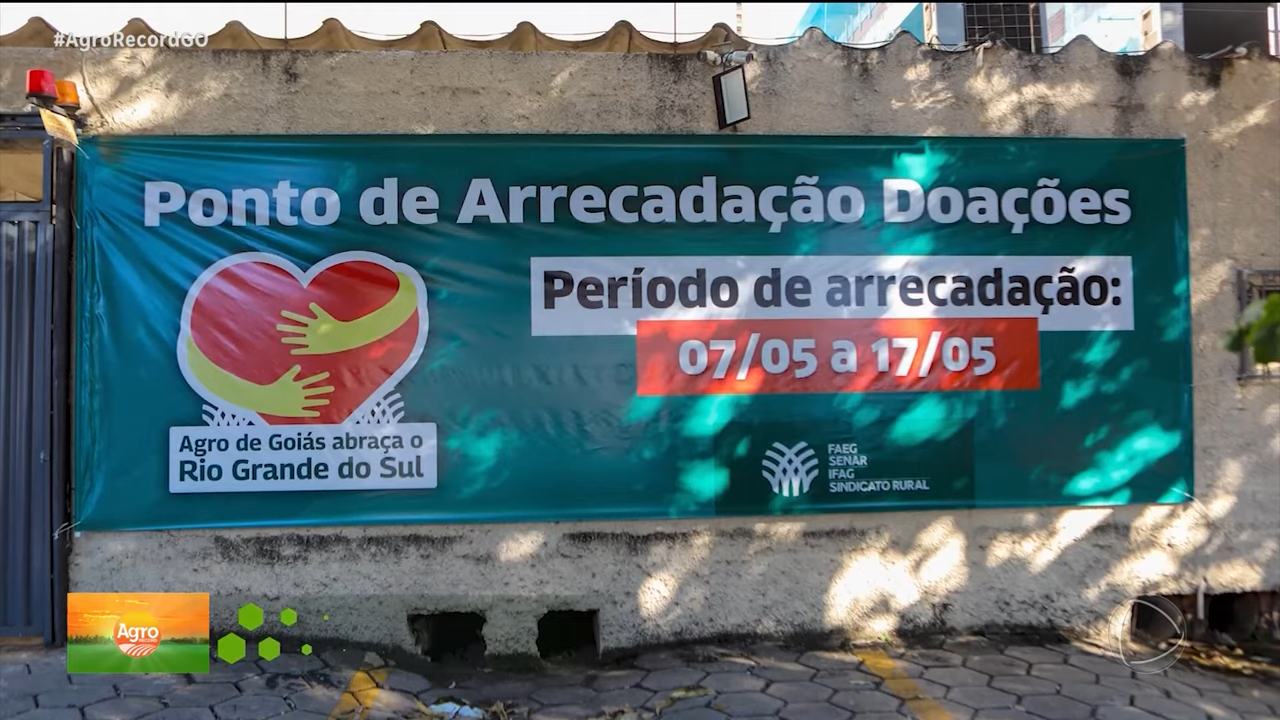 #AgroRecordGO
Ponto de Arrecadação Doações
Período de arrecadação:
07/05 a 17/05
Agro de Goiás abraça o
Rio Grande do Sul
FAEG
SENAR
IFAG
SINDICATO RURAL
Agro